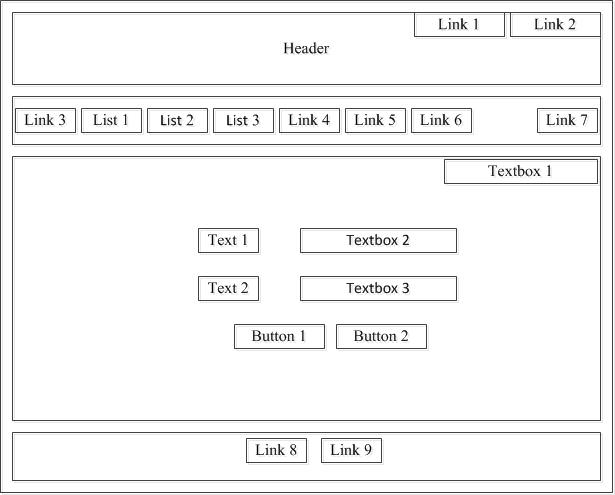 Link 1 Link 2
Header
Link 3 List 1 List 2 List 3 Link 4 Link 5 Link 6 Link 7
Textbox 1
Text 1 Textbox 2
Text 2 Textbox 3
Button 1 Button 2
Link 8 Link 9